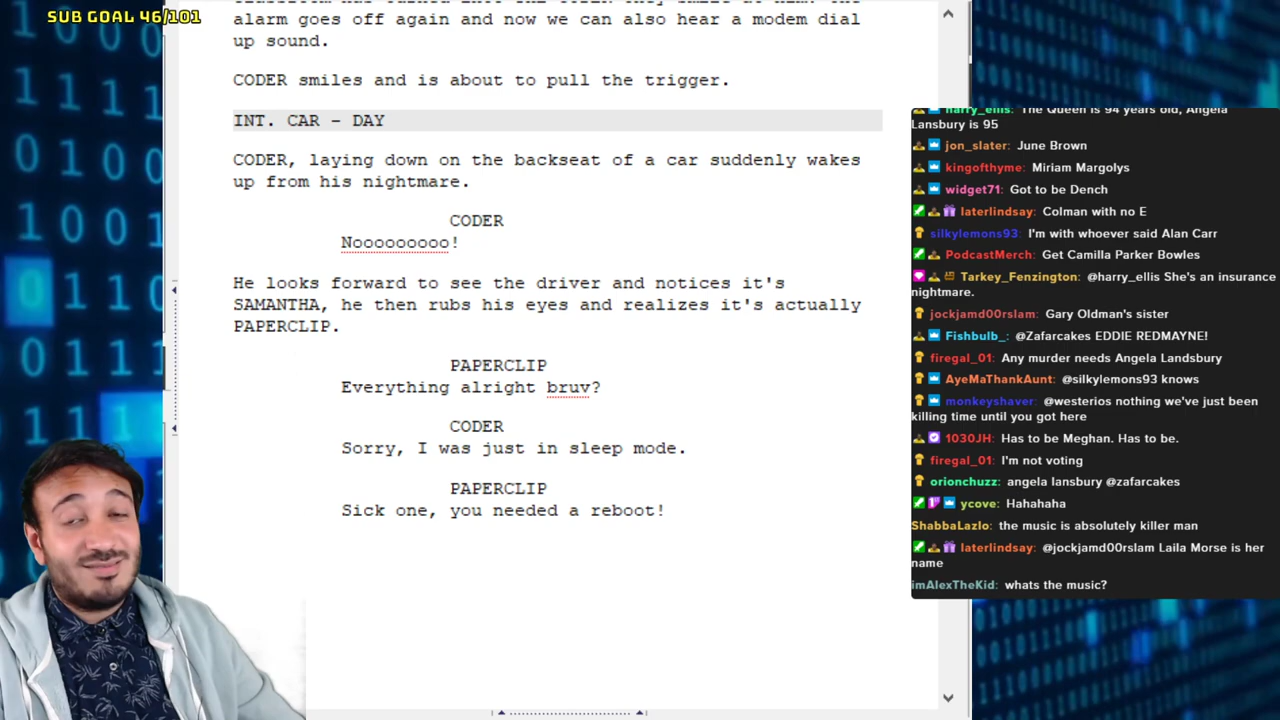 SUB GOAL 46/101
alarm goes off again and now we can also hear a modem dial
up sound.
CODER smiles and is about to pull the trigger.
INT. CAR - DAY
CODER, laying down on the backseat of a car suddenly wakes
up from his nightmare.
CODER
Nooooooooo!
He looks forward to see the driver and notices it's
SAMANTHA, he then rubs his eyes and realizes it's actually
PAPERCLIP.
PAPERCLIP
Everything alright bruv?
CODER
Sorry, I was just in sleep mode.
PAPERCLIP
Sick one, you needed a reboot!
harry_ellis: The Queen is 94 years old, Angela
Lansbury is 95
jon_slater: June Brown
kingofthyme: Miriam Margolys
widget71: Got to be Dench
laterlindsay: Colman with no E
silkylemons93: I'm with whoever said Alan Carr
PodcastMerch: Get Camilla Parker Bowles
Tarkey_Fenzington: @harry_ellis She's an insurance
nightmare.
jockjamd00rslam: Gary Oldman's sister
Fishbulb_: @Zafarcakes EDDIE REDMAYNE!
firegal_01: Any murder needs Angela Landsbury
AyeMaThankAunt: @silkylemons93 knows
monkeyshaver: @westerios nothing we've just been
killing time until you got here
1030JH: Has to be Meghan. Has to be.
firegal_01: I'm not voting
orionchuzz: angela lansbury @zafarcakes
ycove: Hahahaha
ShabbaLazlo: the music is absolutely killer man
laterlindsay: @jockjamd00rslam Laila Morse is her
name
imAlexTheKid: whats the music?